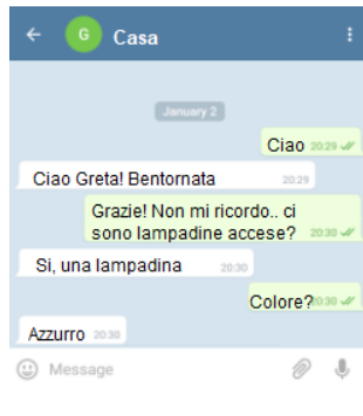 G
Casa
January 2
Ciao 20:29
Ciao Greta! Bentornata 20:29
Grazie! Non mi ricordo.. ci
sono lampadine accese? 20:30
Si, una lampadina 20:30
Colore? 20:30
Azzurro 20:30
Message